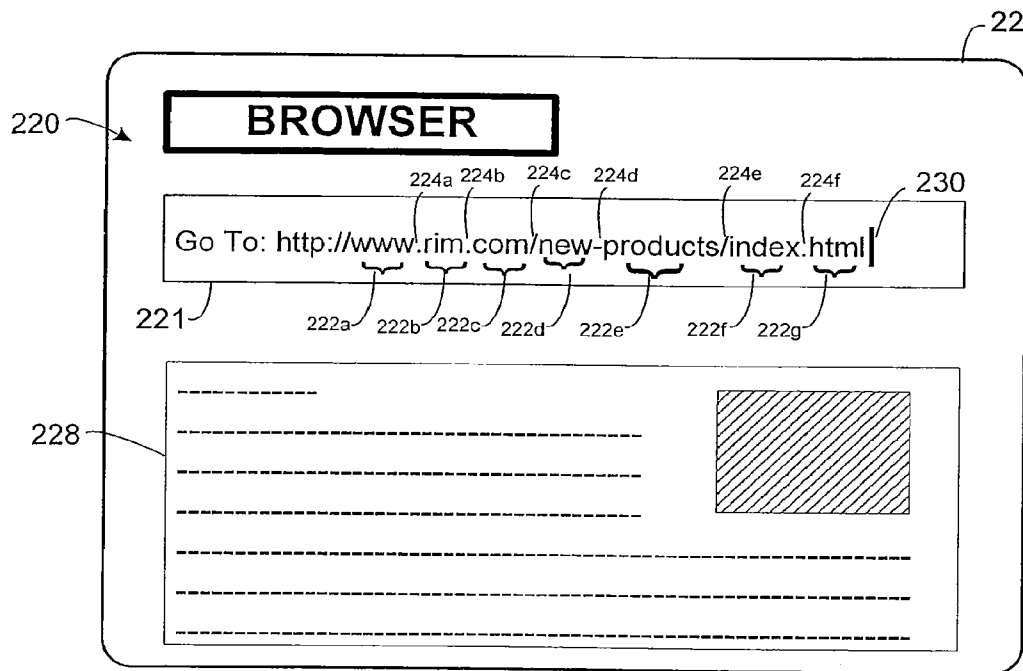 22
220
BROWSER
224a 224b 224c 224d 224e 224f 230
Go To: http://www.rim.com/new-products/index.html
221
222a 222b 222c 222d 222e 222f 222g
228